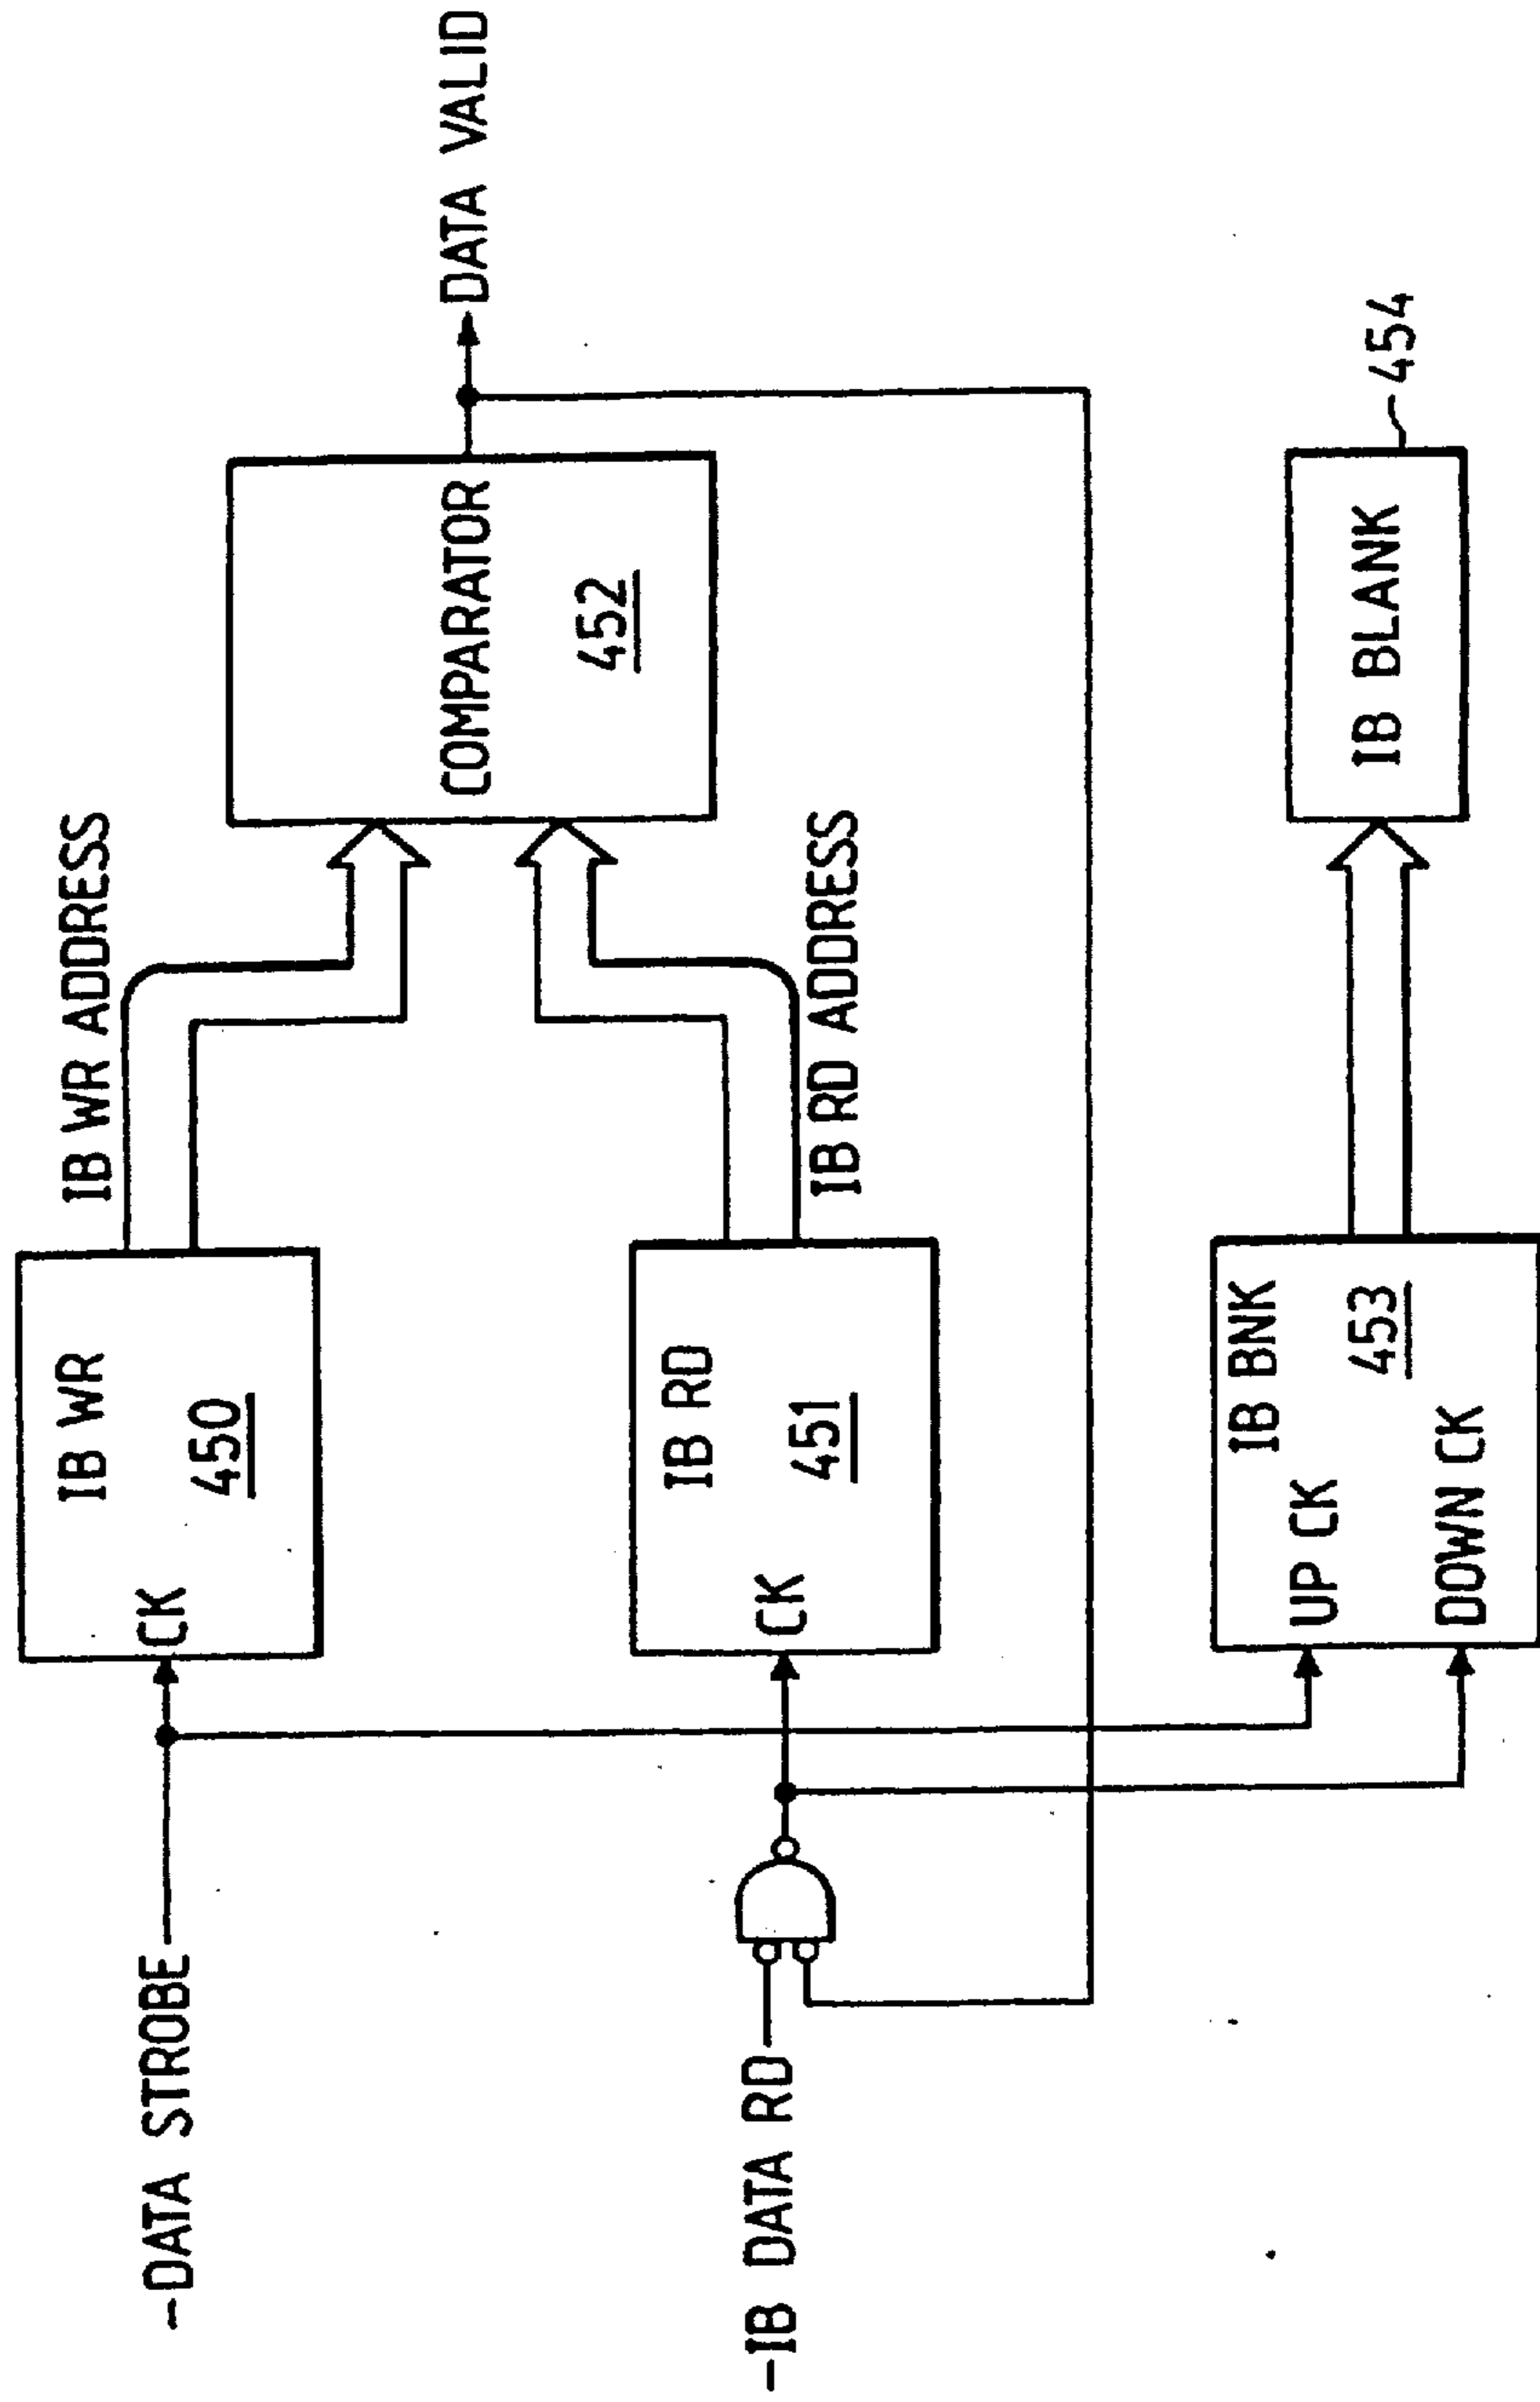 -DATA STROBE
CK
IB WR
450
IB WR ADDRESS
COMPARATOR
452
DATA VALID
-IB DATA RD
CK
IB RD
451
IB RD ADDRESS
IB BNK
UP CK
453
DOWN CK
IB BLANK
454